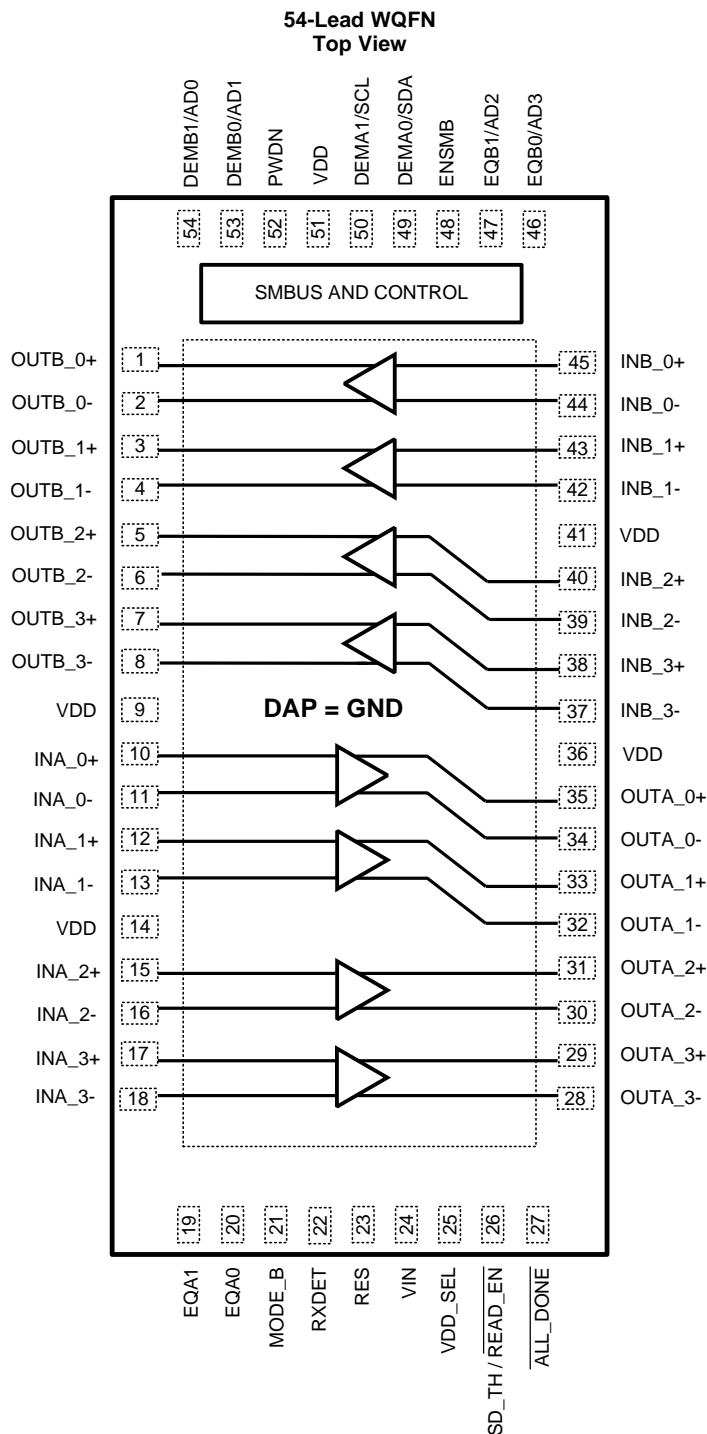 54-Lead WQFN
Top View
DEMB1/AD0
DEMB0/AD1
PWDN
VDD
DEMA1/SCL
DEMA0/SDA
ENSMB
EQB1/AD2
EQB0/AD3
54
53
52
51
50
49
48
47
46
SMBUS AND CONTROL
OUTB_0+ 1 45 INB_0+
OUTB_0- 2 44 INB_0-
OUTB_1+ 3 43 INB_1+
OUTB_1- 4 42 INB_1-
OUTB_2+ 5 41 VDD
OUTB_2- 6 40 INB_2+
OUTB_3+ 7 39 INB_2-
OUTB_3- 8 38 INB_3+
VDD 9 DAP = GND 37 INB_3-
INA_0+ 10 36 VDD
INA_0- 11 35 OUTA_0+
INA_1+ 12 34 OUTA_0-
INA_1- 13 33 OUTA_1+
VDD 14 32 OUTA_1-
INA_2+ 15 31 OUTA_2+
INA_2- 16 30 OUTA_2-
INA_3+ 17 29 OUTA_3+
INA_3- 18 28 OUTA_3-
19
20
21
22
23
24
25
26
27
EQA1
EQA0
MODE_B
RXDET
RES
VIN
VDD_SEL
SD_TH / READ_EN
ALL_DONE